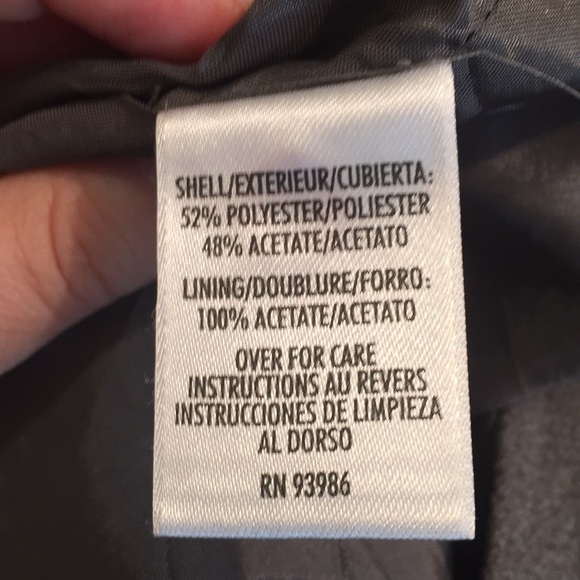 SHELL/EXTERIEUR/CUBIERTA:
52% POLYESTER/POLIESTER
48% ACETATE/ACETATO
LINING/DOUBLURE/FORRO:
100% ACETATE/ACETATO
OVER FOR CARE
INSTRUCTIONS AU REVERS
INSTRUCCIONES DE LIMPIEZA
AL DORSO
RN 93986